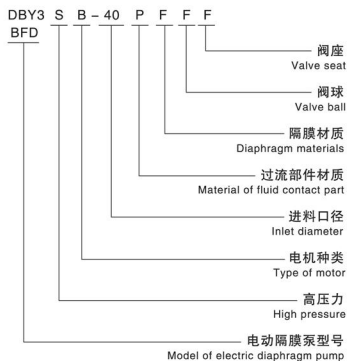 DBY3 S B - 40 P F F F
BFD
阀座
Valve seat
阀球
Valve ball
隔膜材质
Diaphragm materials
过流部件材质
Material of fluid contact part
进料口径
Inlet diameter
电机种类
Type of motor
高压力
High pressure
电动隔膜泵型号
Model of electric diaphragm pump